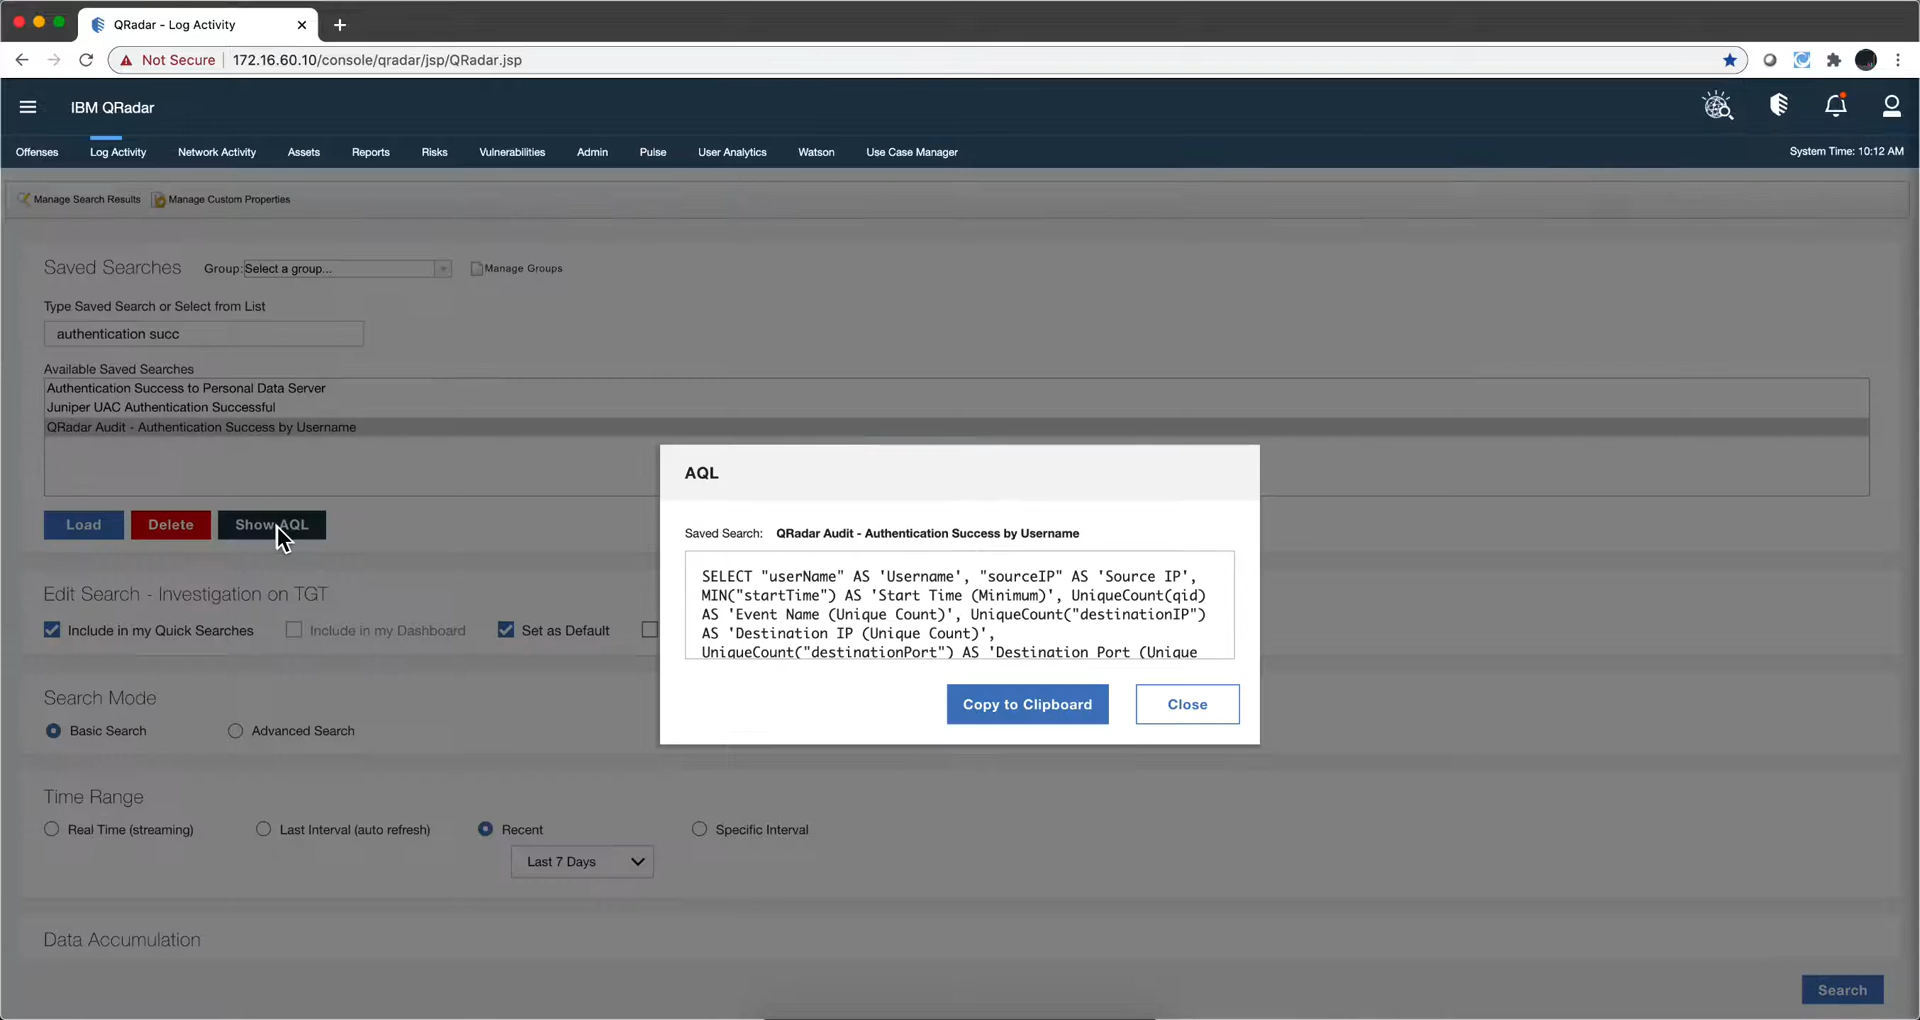 QRadar - Log Activity
Not Secure 172.16.60.10/console/qradar/jsp/QRadar.jsp
IBM QRadar
Offenses Log Activity Network Activity Assets Reports Risks Vulnerabilities Admin Pulse User Analytics Watson Use Case Manager System Time: 10:12 AM
Manage Search Results Manage Custom Properties
Saved Searches Group: Select a group... Manage Groups
Type Saved Search or Select from List
authentication succ
Available Saved Searches
Authentication Success to Personal Data Server
Juniper UAC Authentication Successful
QRadar Audit - Authentication Success by Username
Load Delete Show AQL
AQL
Saved Search: QRadar Audit - Authentication Success by Username
SELECT "userName" AS 'Username', "sourceIP" AS 'Source IP',
MIN("startTime") AS 'Start Time (Minimum)', UniqueCount(qid)
AS 'Event Name (Unique Count)', UniqueCount("destinationIP")
AS 'Destination IP (Unique Count)',
UniqueCount("destinationPort") AS 'Destination Port (Unique
Copy to Clipboard Close
Edit Search - Investigation on TGT
Include in my Quick Searches Include in my Dashboard Set as Default
Search Mode
Basic Search Advanced Search
Time Range
Real Time (streaming) Last Interval (auto refresh) Recent Specific Interval
Last 7 Days
Data Accumulation
Search